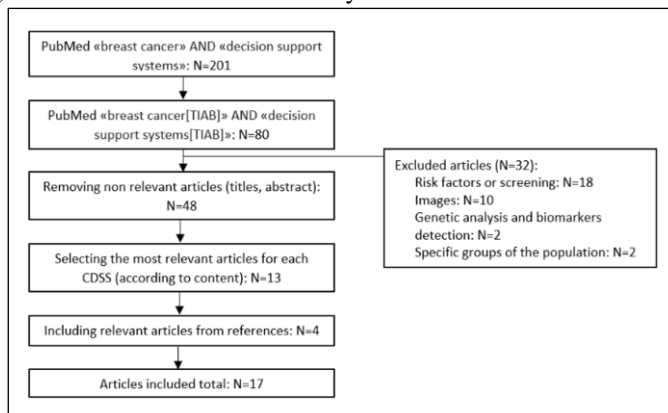 PubMed «breast cancer» AND «decision support
systems»: N=201
PubMed «breast cancer[TIAB]» AND «decision
support systems[TIAB]»: N=80
Excluded articles (N=32):
Risk factors or screening: N=18
Images: N=10
Genetic analysis and biomarkers
detection: N=2
Specific groups of the population: N=2
Removing non relevant articles (titles, abstract):
N=48
Selecting the most relevant articles for each
CDSS (according to content): N=13
Including relevant articles from references: N=4
Articles included total: N=17